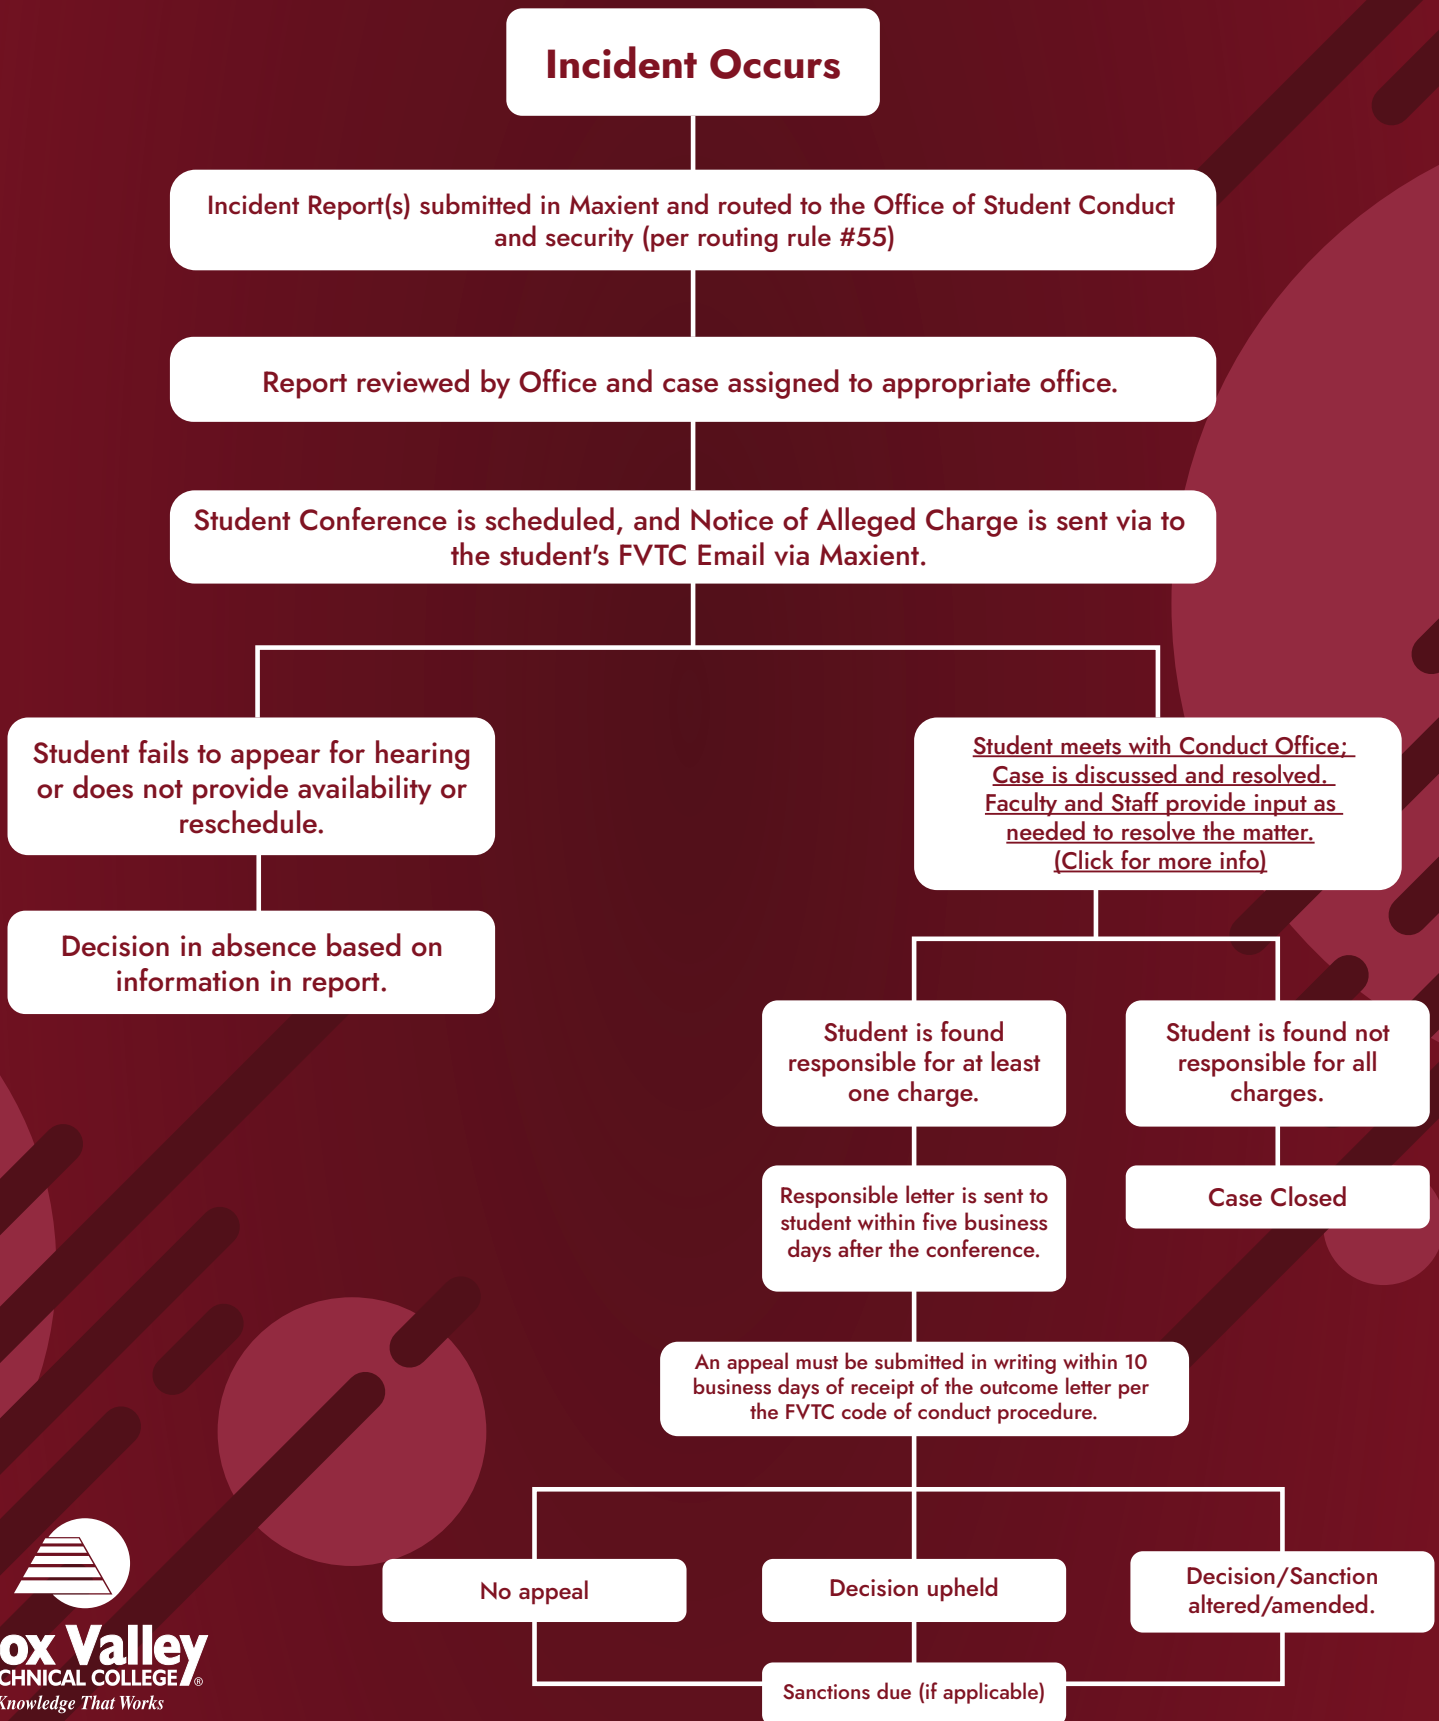 Incident Occurs
Incident Report(s) submitted in Maxient and routed to the Office of Student Conduct
and security (per routing rule #55)
Report reviewed by Office and case assigned to appropriate office.
Student Conference is scheduled, and Notice of Alleged Charge is sent via to
the student's FVTC Email via Maxient.
Student fails to appear for hearing
or does not provide availability or
reschedule.
Decision in absence based on
information in report.
Student meets with Conduct Office;
Case is discussed and resolved.
Faculty and Staff provide input as
needed to resolve the matter.
(Click for more info)
Student is found
responsible for at least
one charge.
Student is found not
responsible for all
charges.
Responsible letter is sent to
student within five business
days after the conference.
Case Closed
An appeal must be submitted in writing within 10
business days of receipt of the outcome letter per
the FVTC code of conduct procedure.
No appeal
Decision upheld
Decision/Sanction
altered/amended.
Sanctions due (if applicable)
ox Valley
CHNICAL COLLEGE®
Knowledge That Works